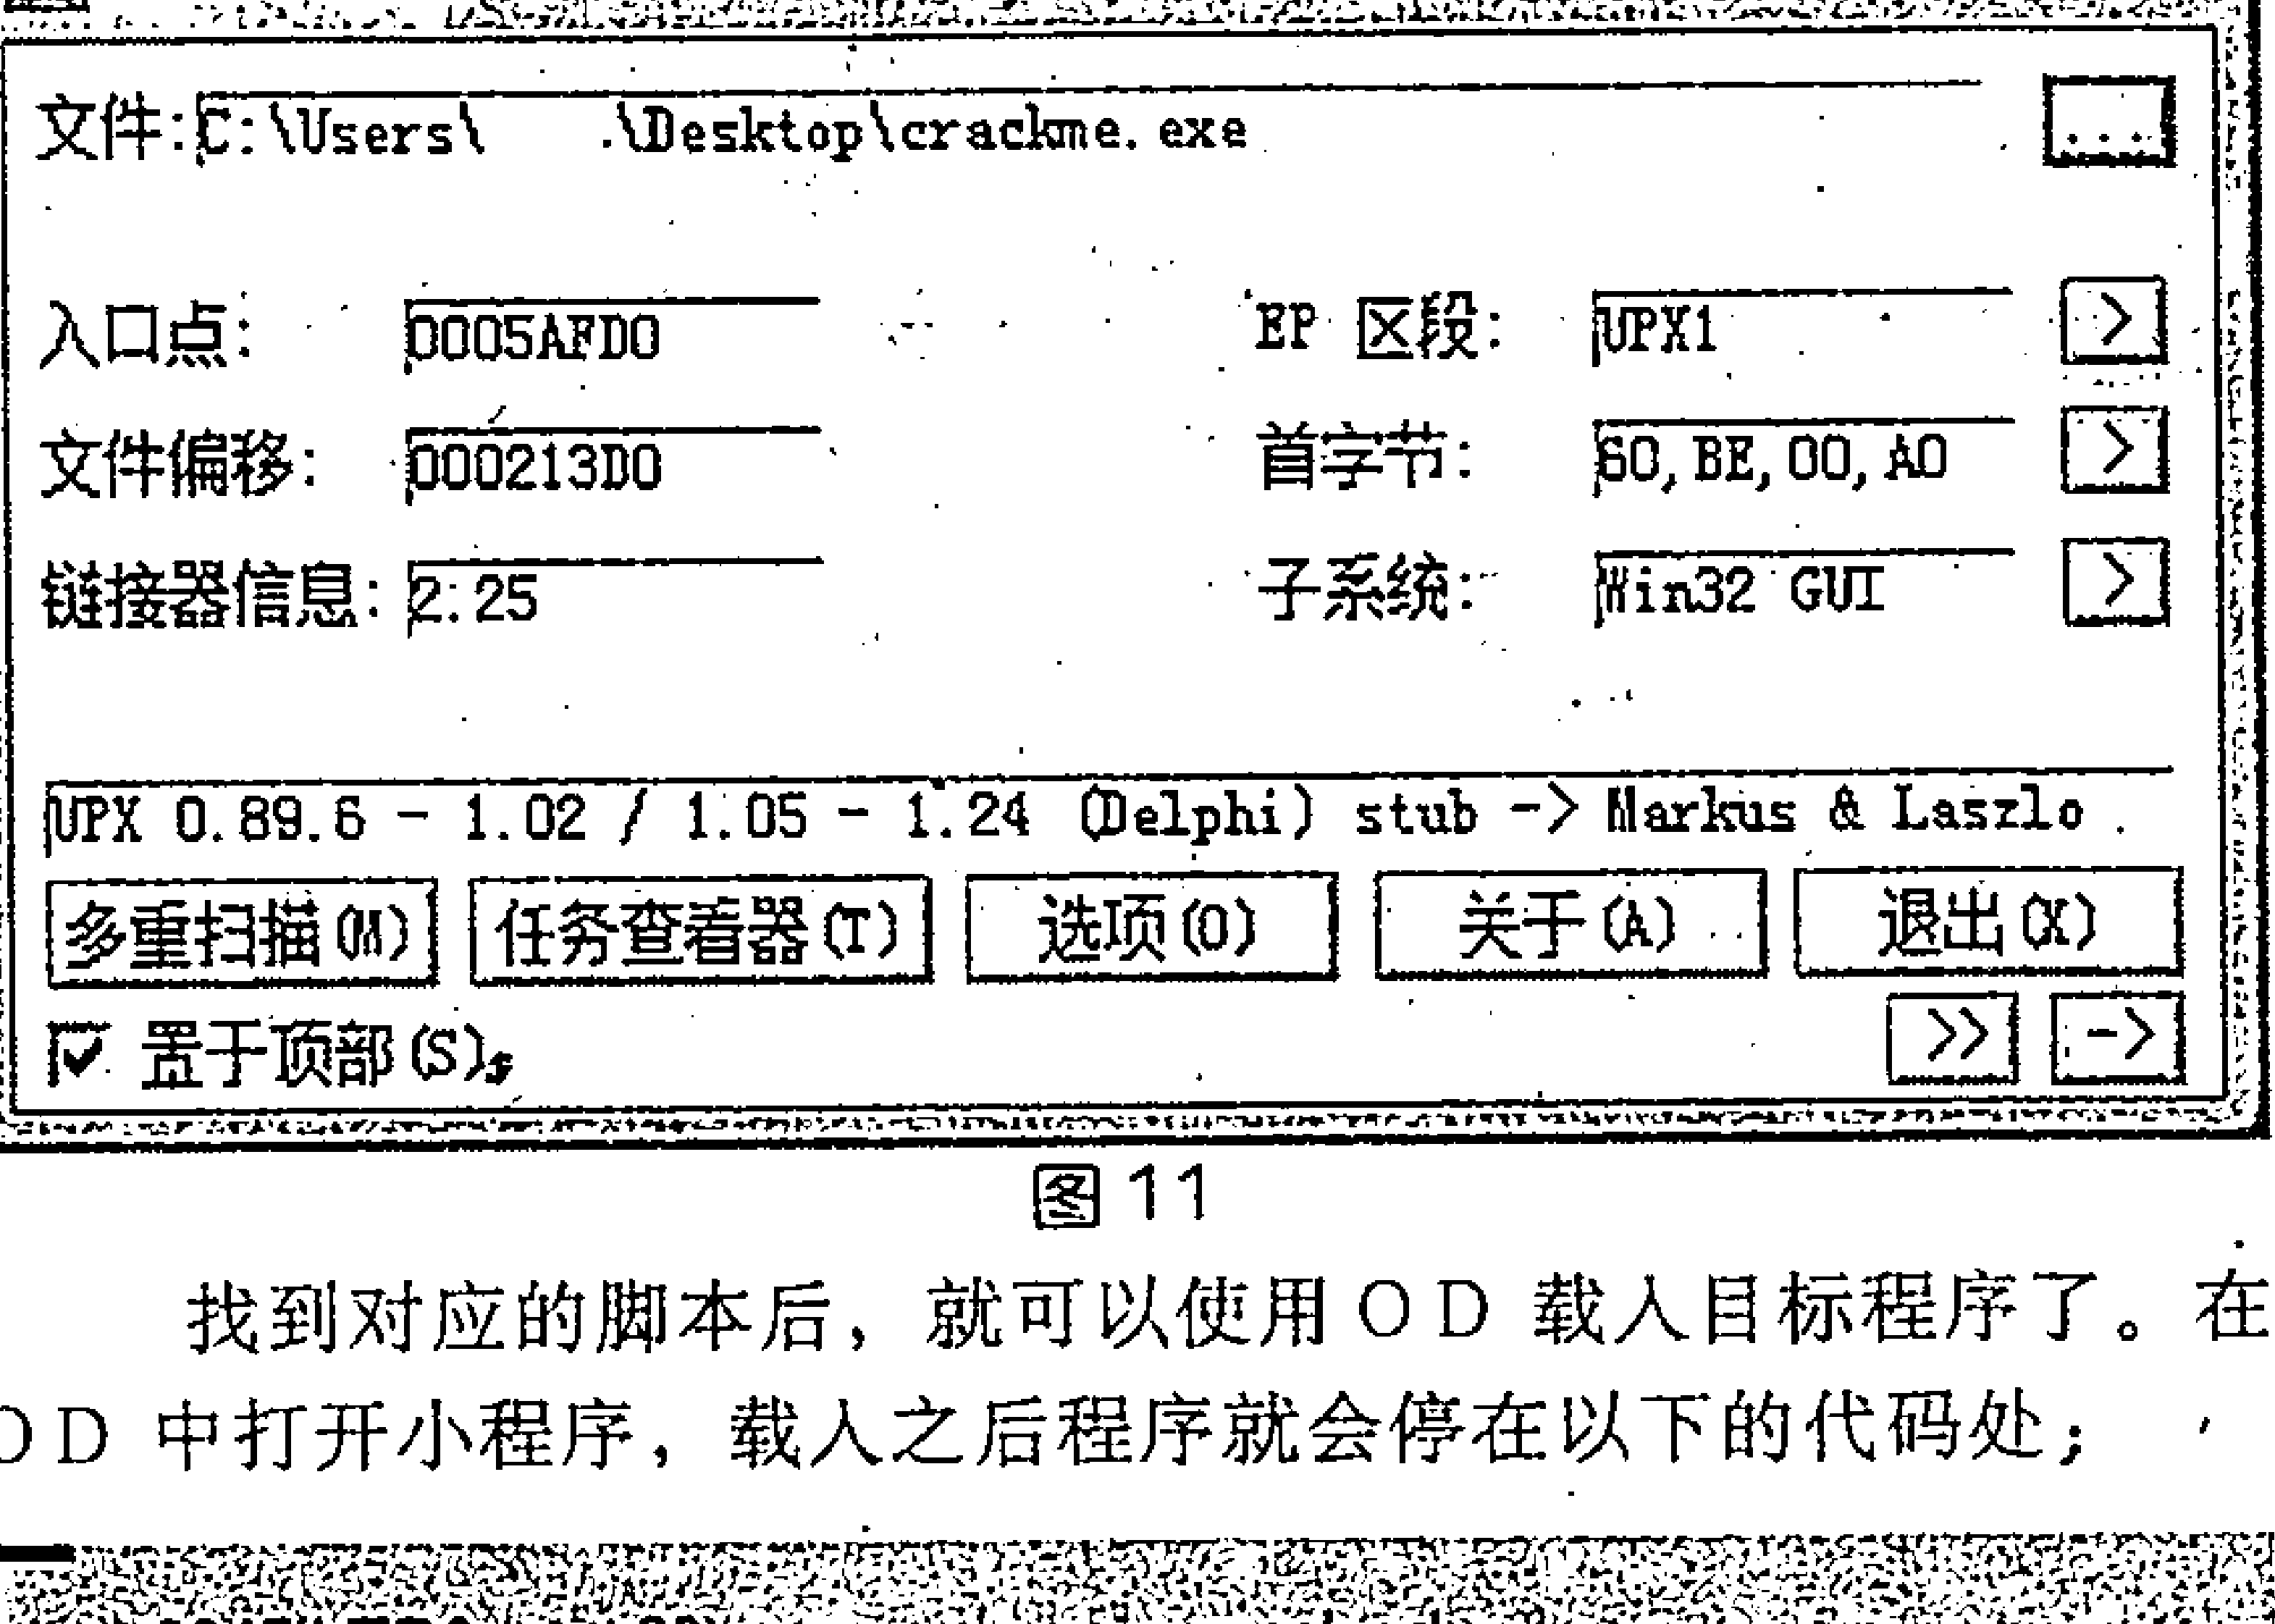 文件: C:\Users\ .\Desktop\crackme.exe ...
入口点: 0005AFD0 EP 区段: UPX1 >
文件偏移: 000213D0 首字节: 60,BE,00,A0 >
链接器信息: 2.25 子系统: Win32 GUI >
UPX 0.89.6 - 1.02 / 1.05 - 1.24 (Delphi) stub -> Markus & Laszlo
多重扫描(M) 任务查看器(T) 选项(O) 关于(A) 退出(X)
置于顶部(S) >> ->
图11
找到对应的脚本后，就可以使用OD 载入目标程序了。在
OD 中打开小程序，载入之后程序就会停在以下的代码处；